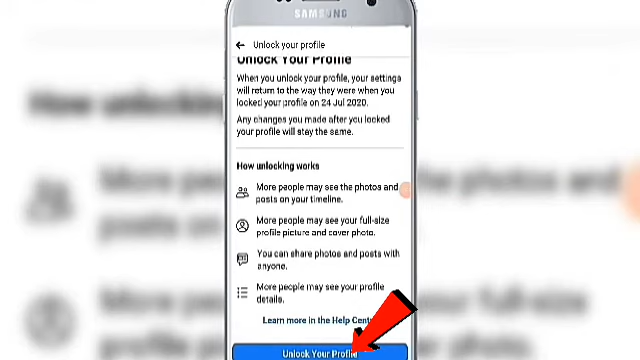 SAMSUNG
Unlock your profile
Unlock Your Profile
When you unlock your profile, your settings
will return to the way they were when you
locked your profile on 24 Jul 2020.
Any changes you made after you locked
your profile will stay the same.
How unlocking works
More people may see the photos and
posts on your timeline.
More people may see your full-size
profile picture and cover photo.
You can share photos and posts with
anyone.
More people may see your profile
details.
Learn more in the Help
Unlock Your Profile